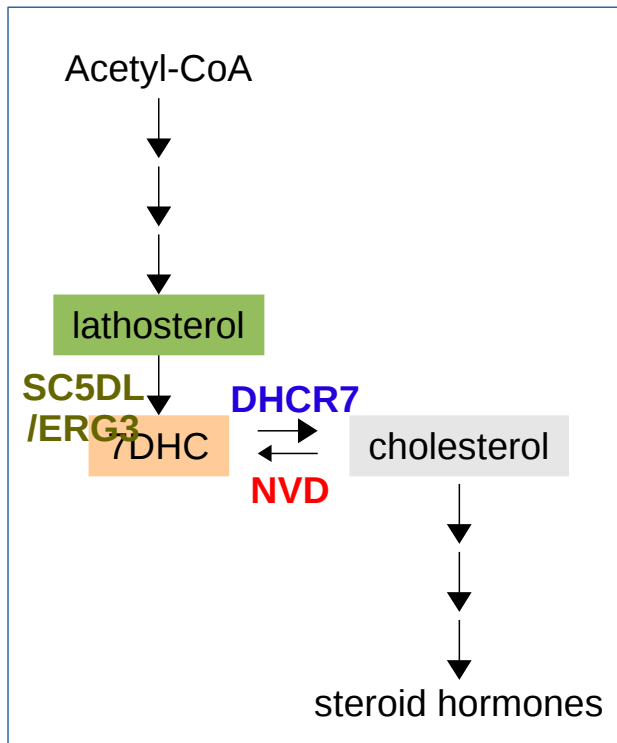 Acetyl-CoA
lathosterol
SC5DL
/ERG3
DHCR7
7DHC
cholesterol
NVD
steroid hormones